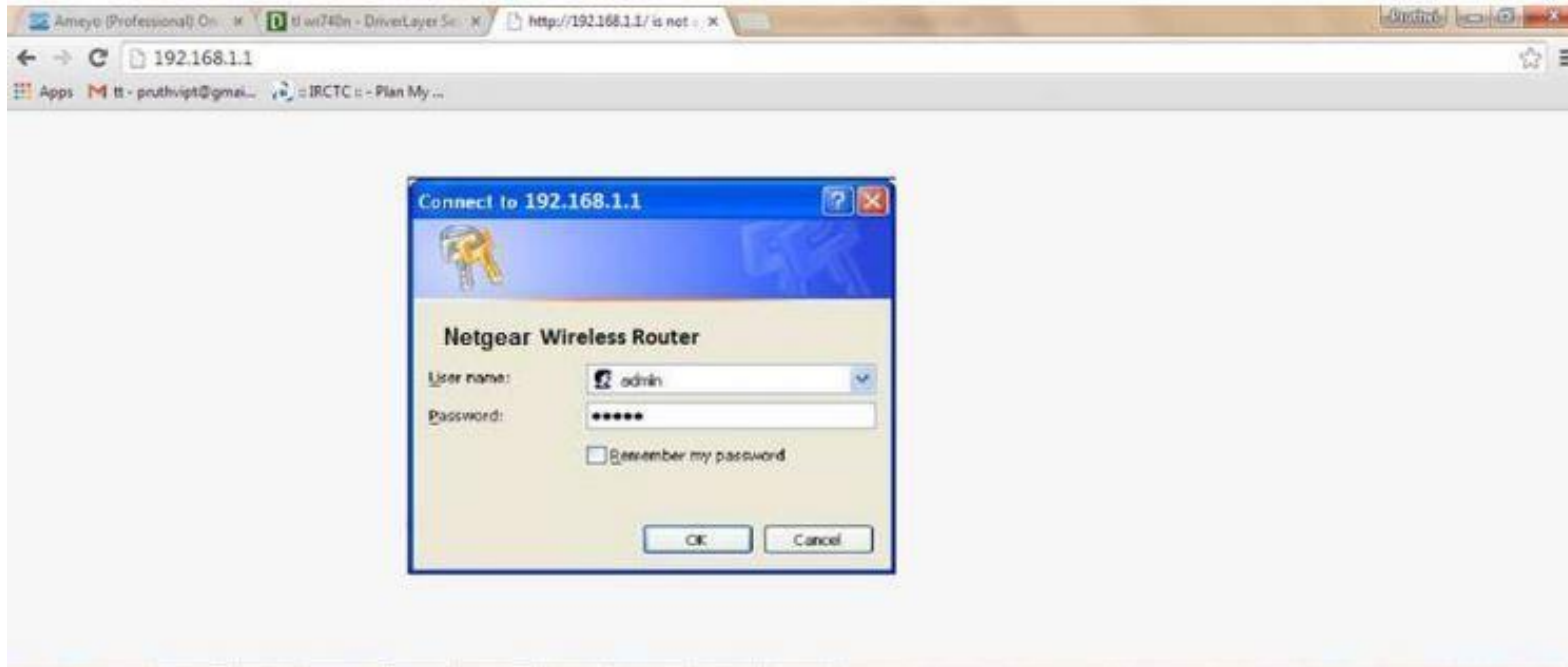 Ameyo (Professional) On
tl wr740n - DriverLayer Se
http://192.168.1.1/ is not
192.168.1.1
Apps
tt - pruthvipt@gmai...
:: IRCTC :: - Plan My ...
Connect to 192.168.1.1
Netgear Wireless Router
User name:
admin
Password:
•••••
Remember my password
OK
Cancel